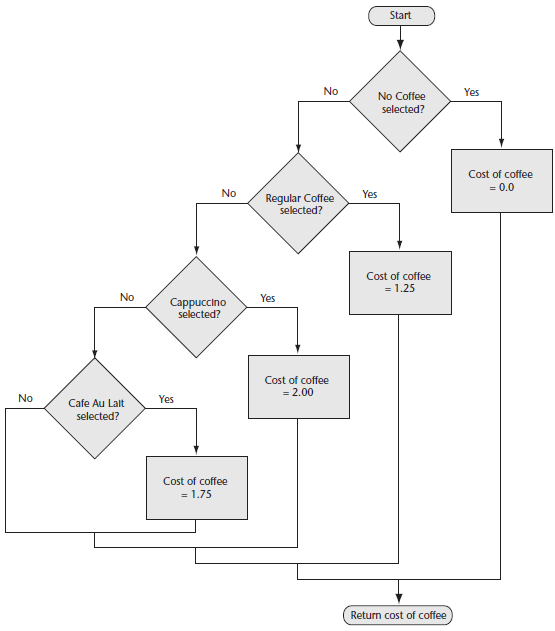 Start
No Coffee
selected?
No
Yes
Cost of coffee
= 0.0
Regular Coffee
selected?
No
Yes
Cost of coffee
= 1.25
Cappuccino
selected?
No
Yes
Cost of coffee
= 2.00
Cafe Au Lait
selected?
No
Yes
Cost of coffee
= 1.75
Return cost of coffee